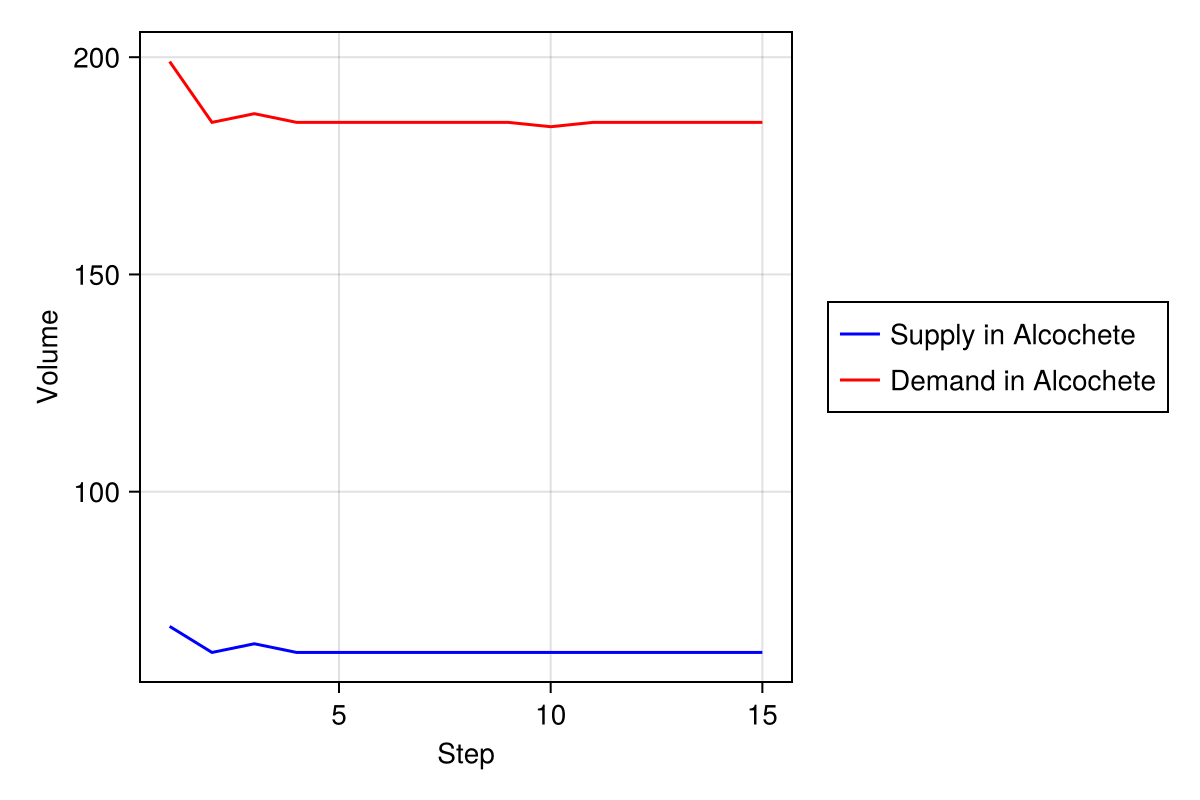 200
150
100
Volume
5 10 15
Step
Supply in Alcochete
Demand in Alcochete